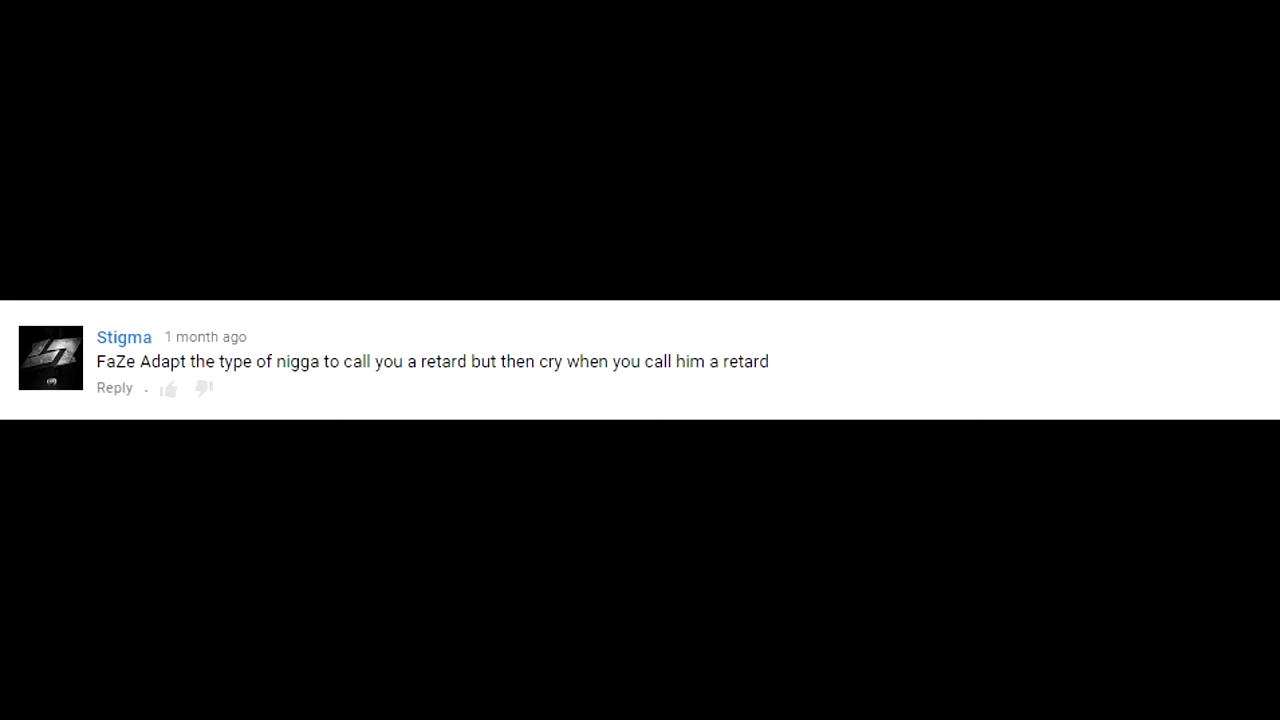 Stigma 1 month ago
FaZe Adapt the type of nigga to call you a retard but then cry when you call him a retard
Reply .